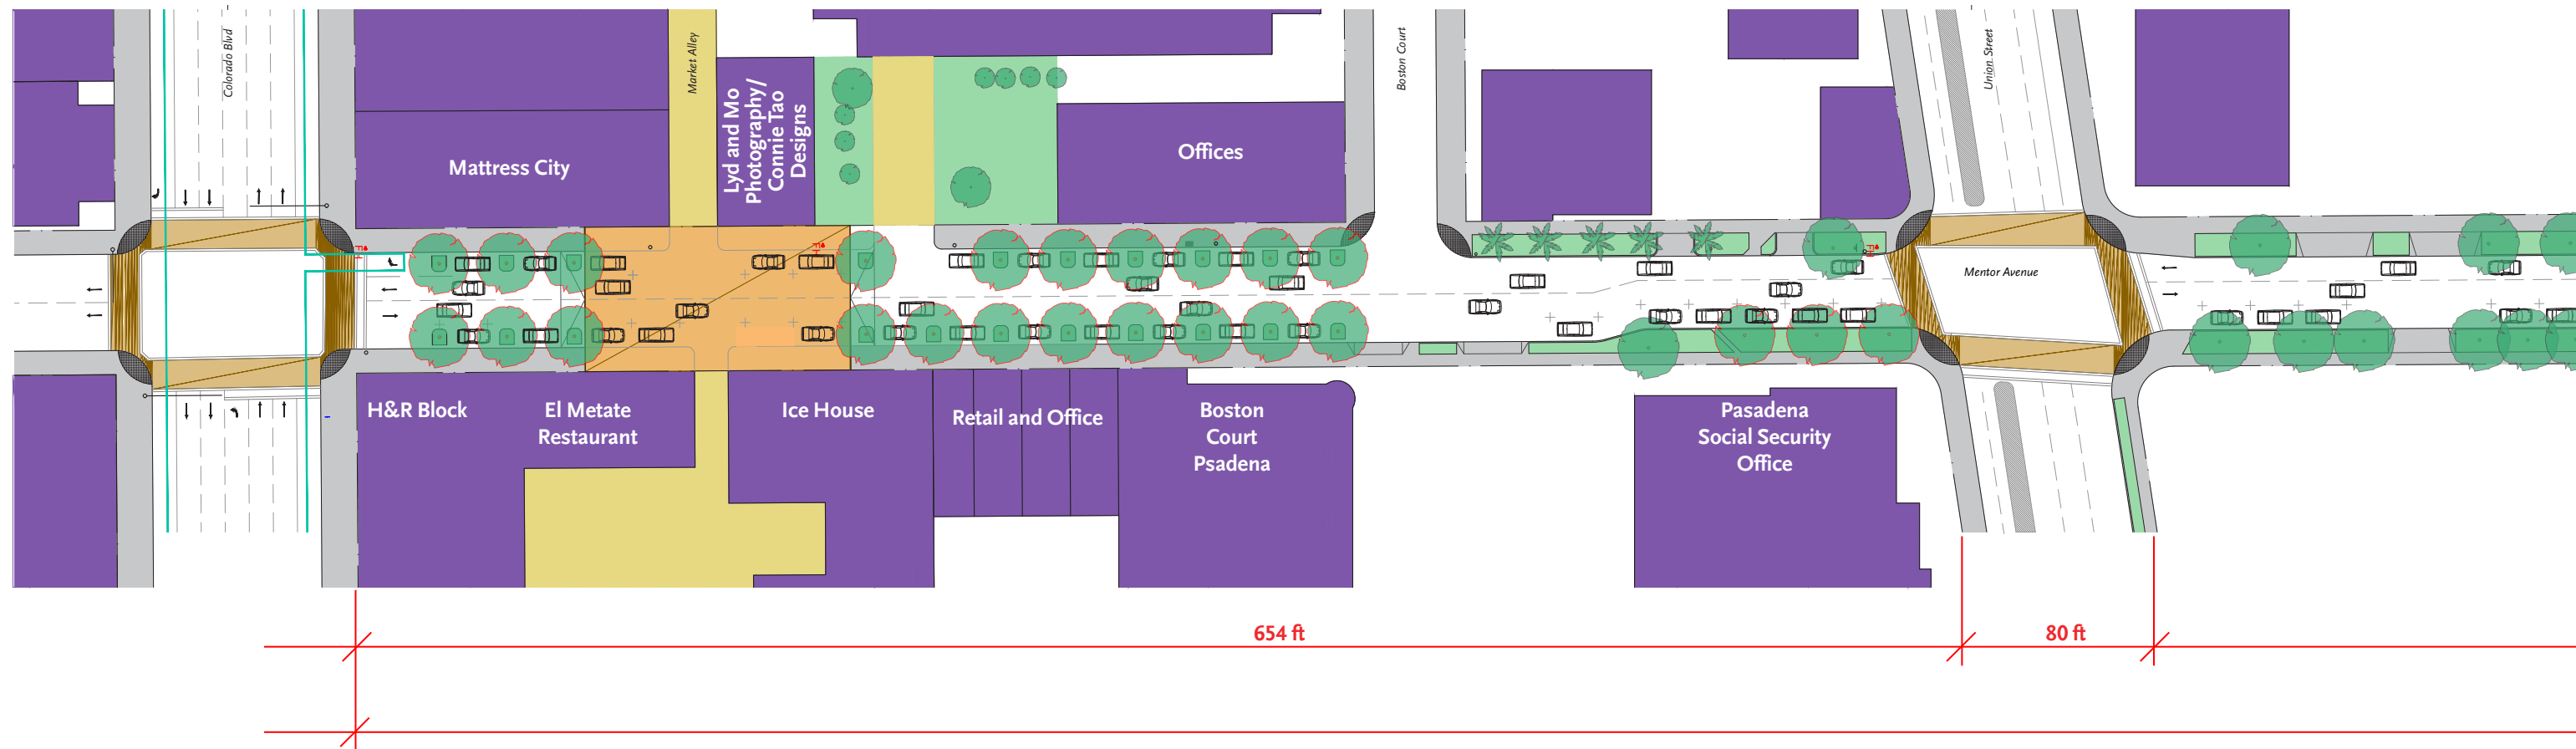 Colorado Blvd
Market Alley
Boston Court
Union Street
Mattress City
Lyd and Mo
Photography/
Connie Tao
Designs
Offices
Mentor Avenue
H&R Block
El Metate
Restaurant
Ice House
Retail and Office
Boston
Court
Psadena
Pasadena
Social Security
Office
654 ft
80 ft